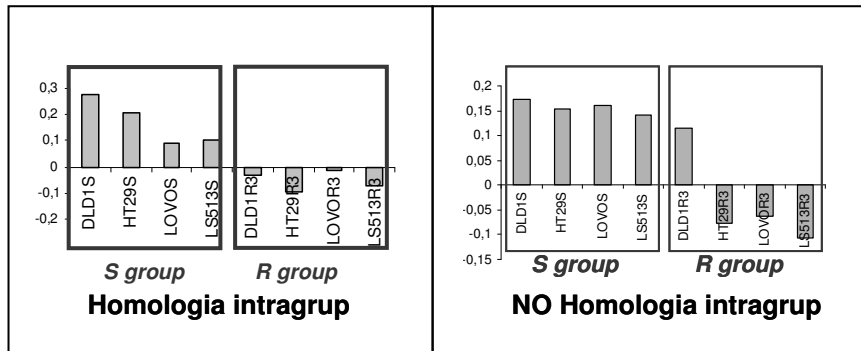 0,3
0,2
0,1
0
-0,1
-0,2
DLD1S
HT29S
LOVOS
LS513S
DLD1R3
HT29R3
LOVOR3
LS513R3
S group
R group
Homologia intragrup
0,2
0,15
0,1
0,05
0
-0,05
-0,1
-0,15
DLD1S
HT29S
LOVOS
LS513S
DLD1R3
HT29R3
LOVOR3
LS513R3
S group
R group
NO Homologia intragrup